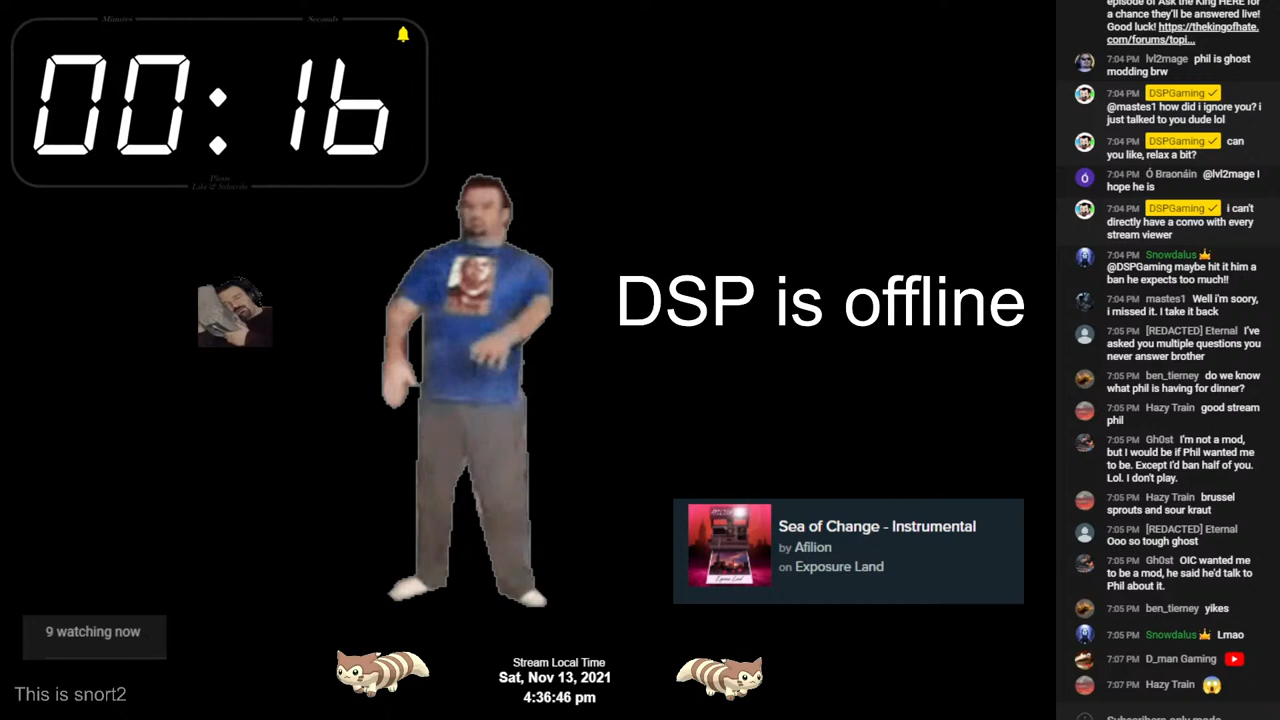 Minutes
Seconds
00:16
Please
Like & Subscribe
DSP is offline
Sea of Change - Instrumental
by Afilion
on Exposure Land
9 watching now
This is snort2
Stream Local Time
Sat, Nov 13, 2021
4:36:46 pm
episode of Ask the King HERE for
a chance they'll be answered live!
Good luck! https://thekingofhate.
com/forums/topi...
7:04 PM lvl2mage phil is ghost
modding brw
7:04 PM DSPGaming
@mastes1 how did i ignore you? i
just talked to you dude lol
7:04 PM DSPGaming can
you like, relax a bit?
7:04 PM Ó Braonáin @lvl2mage I
hope he is
7:04 PM DSPGaming i can't
directly have a convo with every
stream viewer
7:04 PM Snowdalus
@DSPGaming maybe hit it him a
ban he expects too much!!
7:04 PM mastes1 Well i'm soory,
i missed it. I take it back
7:05 PM [REDACTED] Eternal I've
asked you multiple questions you
never answer brother
7:05 PM ben_tierney do we know
what phil is having for dinner?
7:05 PM Hazy Train good stream
phil
7:05 PM Gh0st I'm not a mod,
but I would be if Phil wanted me
to be. Except I'd ban half of you.
Lol. I don't play.
7:05 PM Hazy Train brussel
sprouts and sour kraut
7:05 PM [REDACTED] Eternal
Ooo so tough ghost
7:05 PM Gh0st OIC wanted me
to be a mod, he said he'd talk to
Phil about it.
7:05 PM ben_tierney yikes
7:05 PM Snowdalus Lmao
7:07 PM D_man Gaming
7:07 PM Hazy Train